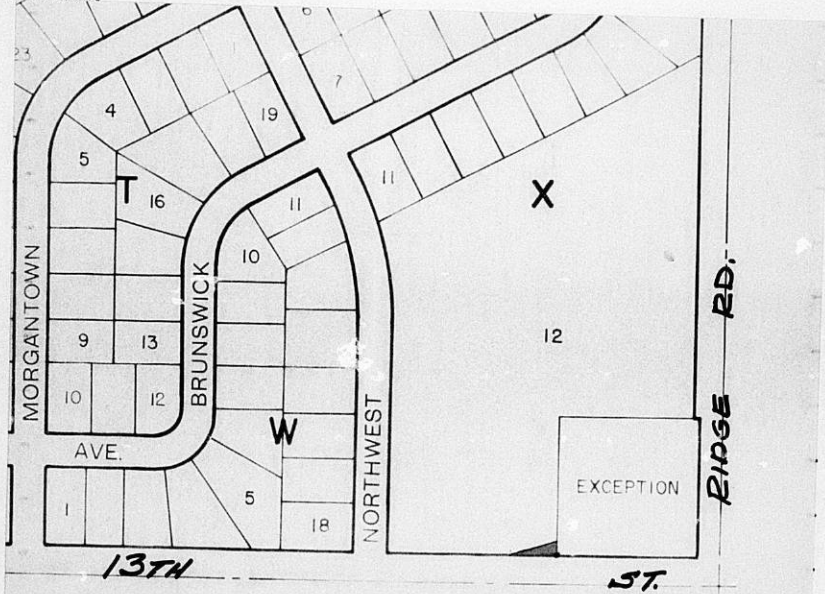 23
6
4
19
7
5
T
16
11
11
X
10
MORGANTOWN
BRUNSWICK
RIDGE RD.
12
9
13
10
12
W
NORTHWEST
AVE.
1
5
18
EXCEPTION
13TH ST.